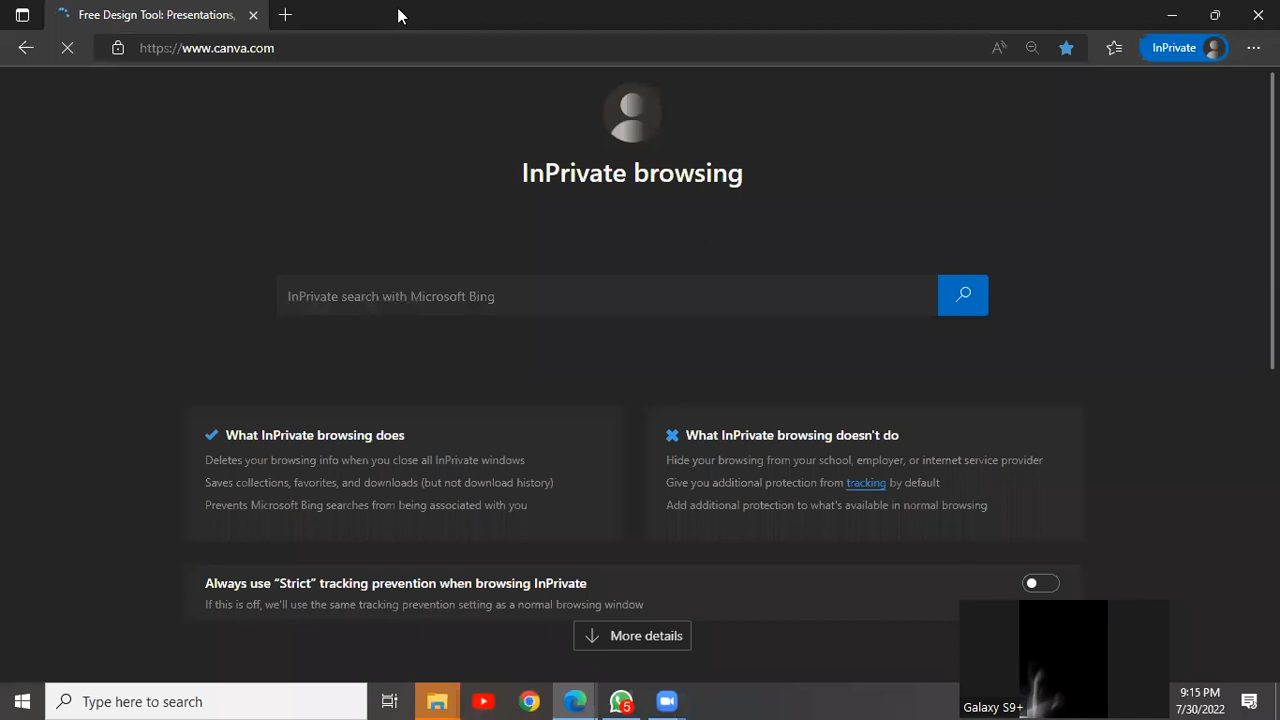 Free Design Tool: Presentations,
https://www.canva.com
InPrivate
InPrivate browsing
InPrivate search with Microsoft Bing
What InPrivate browsing does
Deletes your browsing info when you close all InPrivate windows
Saves collections, favorites, and downloads (but not download history)
Prevents Microsoft Bing searches from being associated with you
What InPrivate browsing doesn't do
Hide your browsing from your school, employer, or internet service provider
Give you additional protection from tracking by default
Add additional protection to what's available in normal browsing
Always use “Strict” tracking prevention when browsing InPrivate
If this is off, we'll use the same tracking prevention setting as a normal browsing window
More details
Galaxy S9+
Type here to search
5
9:15 PM
7/30/2022